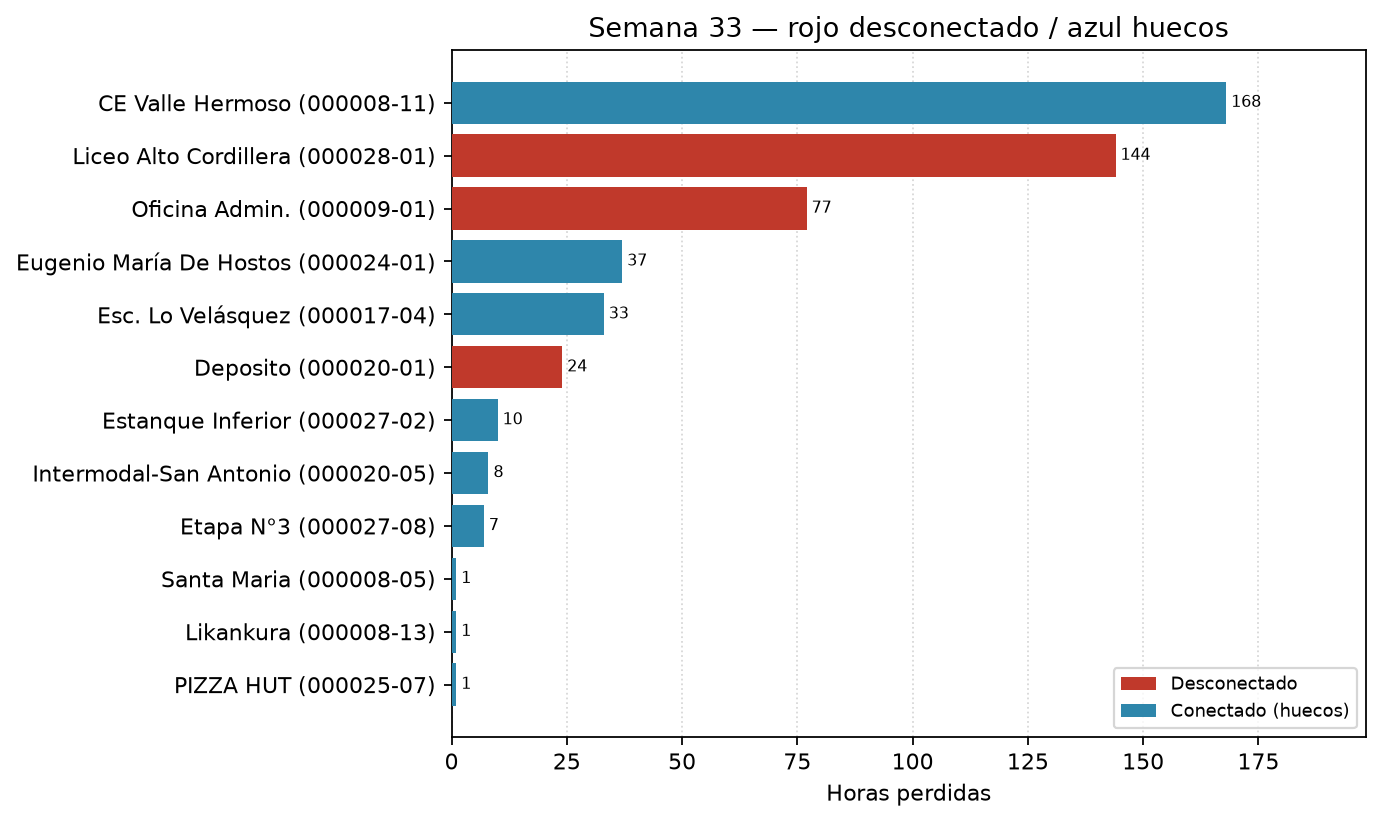 Semana 33 — rojo desconectado / azul huecos
CE Valle Hermoso (000008-11) 168
Liceo Alto Cordillera (000028-01) 144
Oficina Admin. (000009-01) 77
Eugenio María De Hostos (000024-01) 37
Esc. Lo Velásquez (000017-04) 33
Deposito (000020-01) 24
Estanque Inferior (000027-02) 10
Intermodal-San Antonio (000020-05) 8
Etapa N°3 (000027-08) 7
Santa Maria (000008-05) 1
Likankura (000008-13) 1
PIZZA HUT (000025-07) 1
Desconectado
Conectado (huecos)
0 25 50 75 100 125 150 175
Horas perdidas